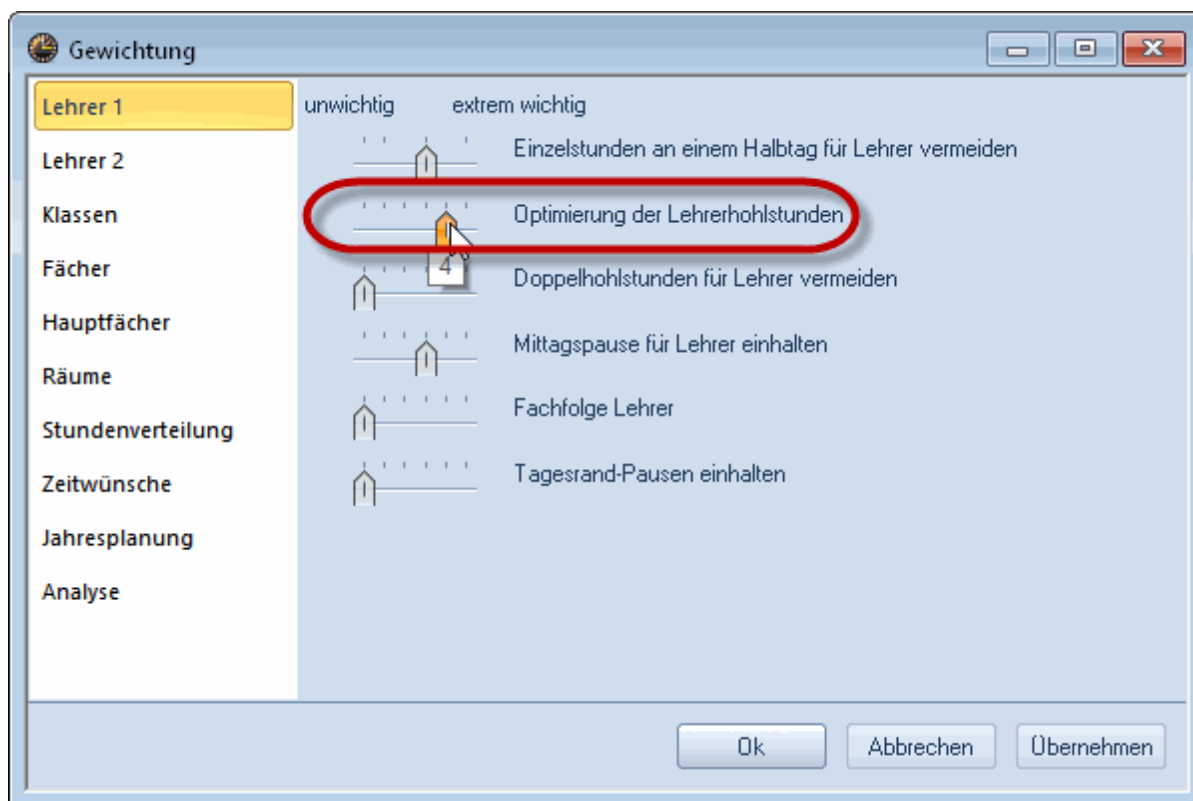 Gewichtung
Lehrer 1
Lehrer 2
Klassen
Fächer
Hauptfächer
Räume
Stundenverteilung
Zeitwünsche
Jahresplanung
Analyse
unwichtig extrem wichtig
Einzelstunden an einem Halbtag für Lehrer vermeiden
Optimierung der Lehrerhohlstunden
4
Doppelhohlstunden für Lehrer vermeiden
Mittagspause für Lehrer einhalten
Fachfolge Lehrer
Tagesrand-Pausen einhalten
Ok Abbrechen Übernehmen